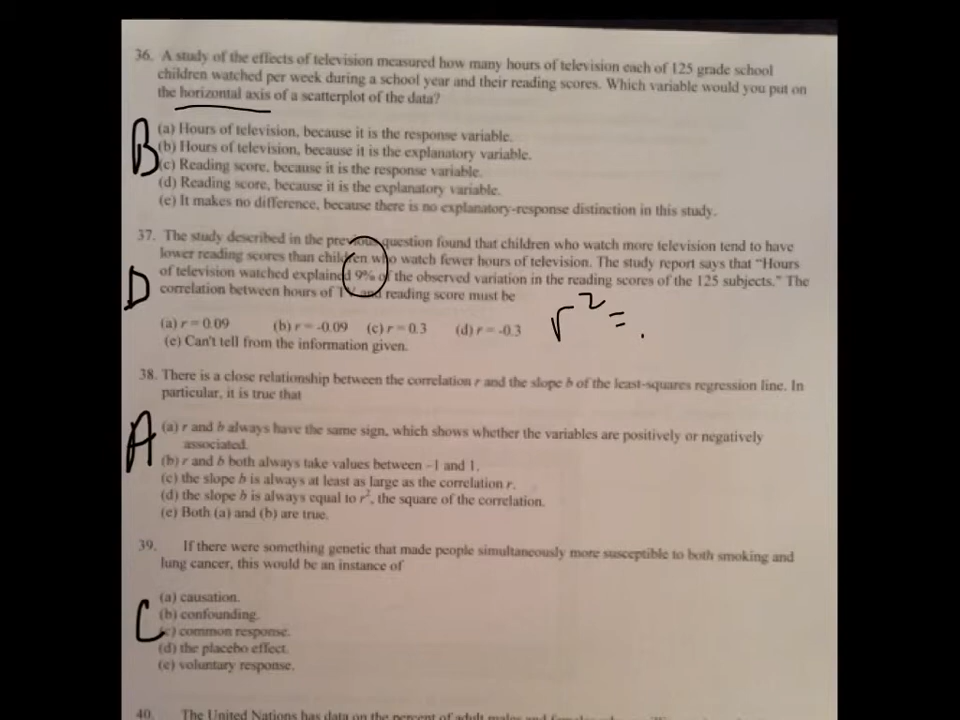 36. A study of the effects of television measured how many hours of television each of 125 grade school
children watched per week during a school year and their reading scores. Which variable would you put on
the horizontal axis of a scatterplot of the data?
B
(a) Hours of television, because it is the response variable.
(b) Hours of television, because it is the explanatory variable.
(c) Reading score, because it is the response variable.
(d) Reading score, because it is the explanatory variable.
(e) It makes no difference, because there is no explanatory-response distinction in this study.
37. The study described in the previous question found that children who watch more television tend to have
lower reading scores than children who watch fewer hours of television. The study report says that "Hours
of television watched explained 9% of the observed variation in the reading scores of the 125 subjects." The
D
correlation between hours of TV and reading score must be
(a) r = 0.09 (b) r = -0.09 (c) r = 0.3 (d) r = -0.3
r² = .
(e) Can't tell from the information given.
38. There is a close relationship between the correlation r and the slope b of the least-squares regression line. In
particular, it is true that
A
(a) r and b always have the same sign, which shows whether the variables are positively or negatively
associated.
(b) r and b both always take values between −1 and 1.
(c) the slope b is always at least as large as the correlation r.
(d) the slope b is always equal to r², the square of the correlation.
(e) Both (a) and (b) are true.
39. If there were something genetic that made people simultaneously more susceptible to both smoking and
lung cancer, this would be an instance of
(a) causation.
C
(b) confounding.
(c) common response.
(d) the placebo effect.
(e) voluntary response.
40. The United Nations has data on the percent of adult males and